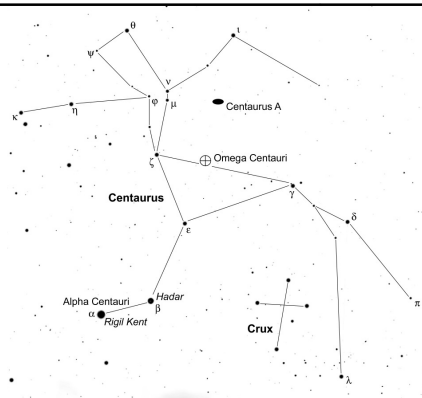 θ
ψ
ι
ν
μ
φ
Centaurus A
η
κ
Omega Centauri
ζ
γ
Centaurus
δ
ε
Alpha Centauri
Hadar
β
α
Rigil Kent
π
Crux
λ